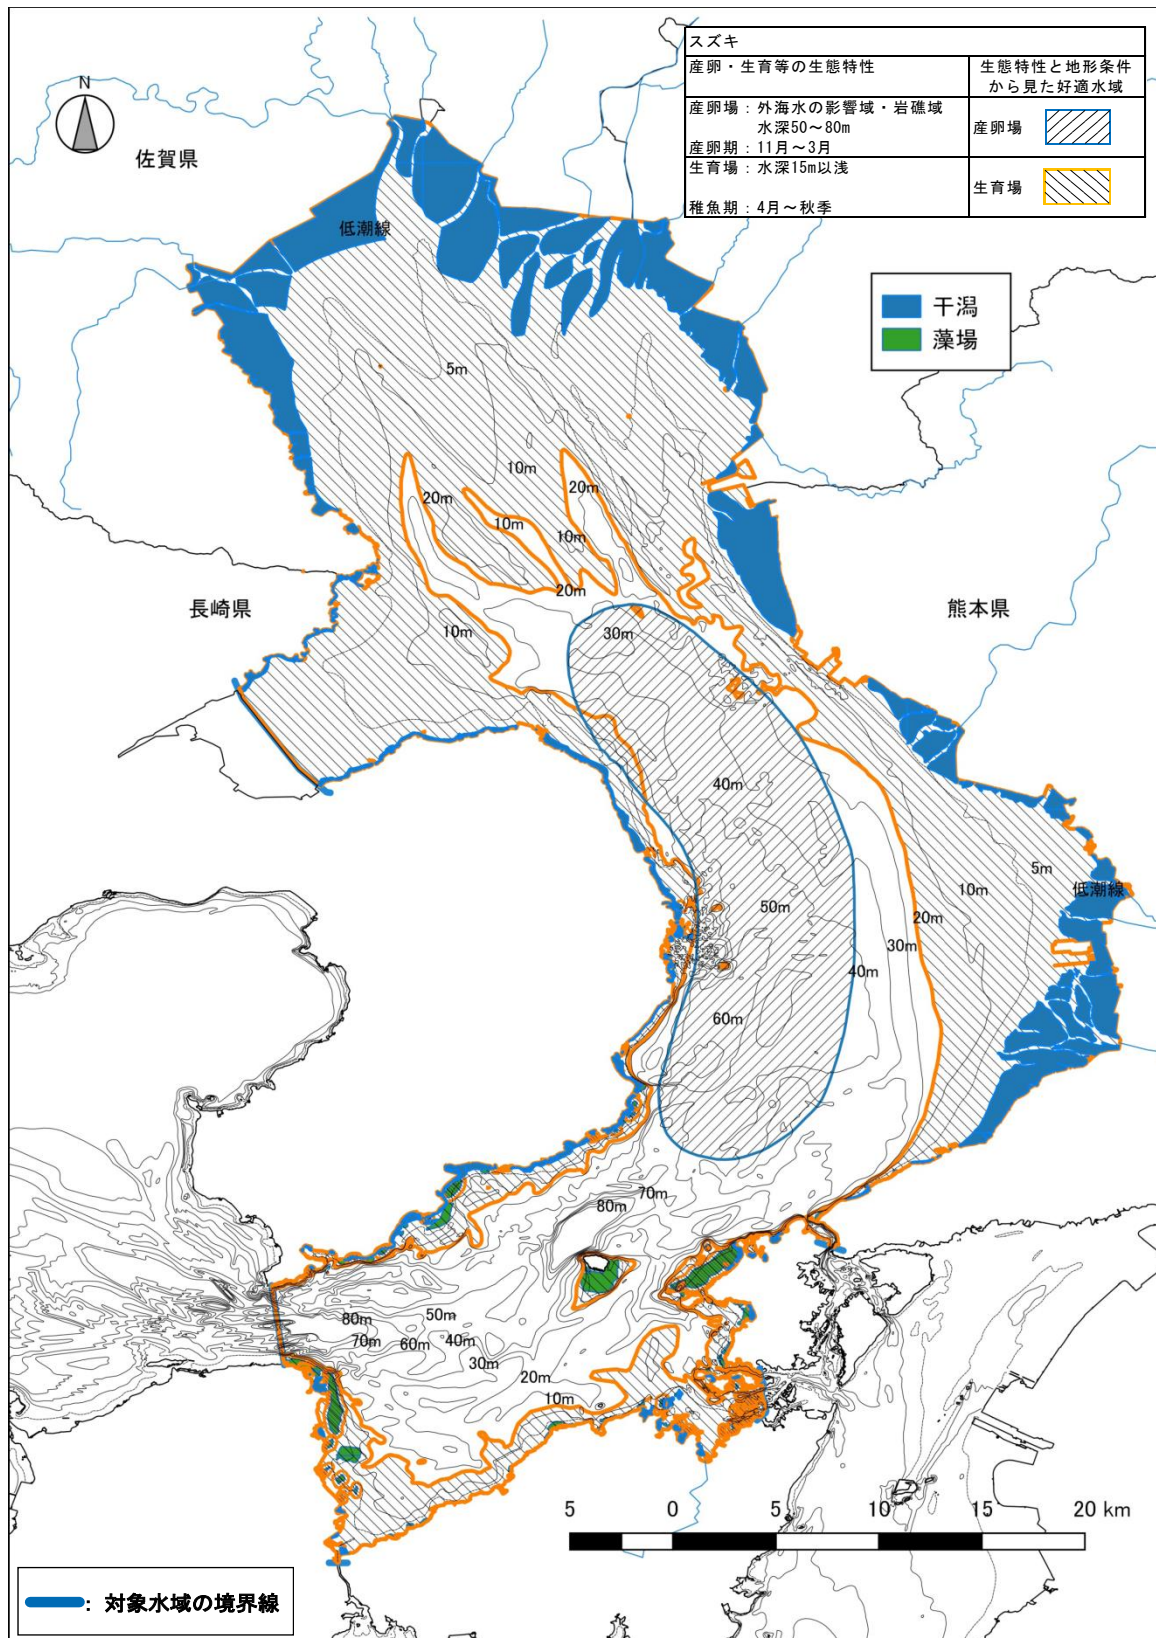 スズキ
産卵・生育等の生態特性
生態特性と地形条件
から見た好適水域
産卵場：外海水の影響域・岩礁域
水深50～80m
産卵期：11月～3月
産卵場
生育場：水深15m以浅
稚魚期：4月～秋季
生育場
N
佐賀県
低潮線
干潟
藻場
5m
10m
20m
20m
10m
10m
20m
長崎県
熊本県
10m
30m
40m
5m
10m
低潮線
50m
20m
30m
40m
60m
70m
80m
50m
80m
70m
60m
40m
30m
20m
10m
5
0
5
10
15
20 km
：対象水域の境界線